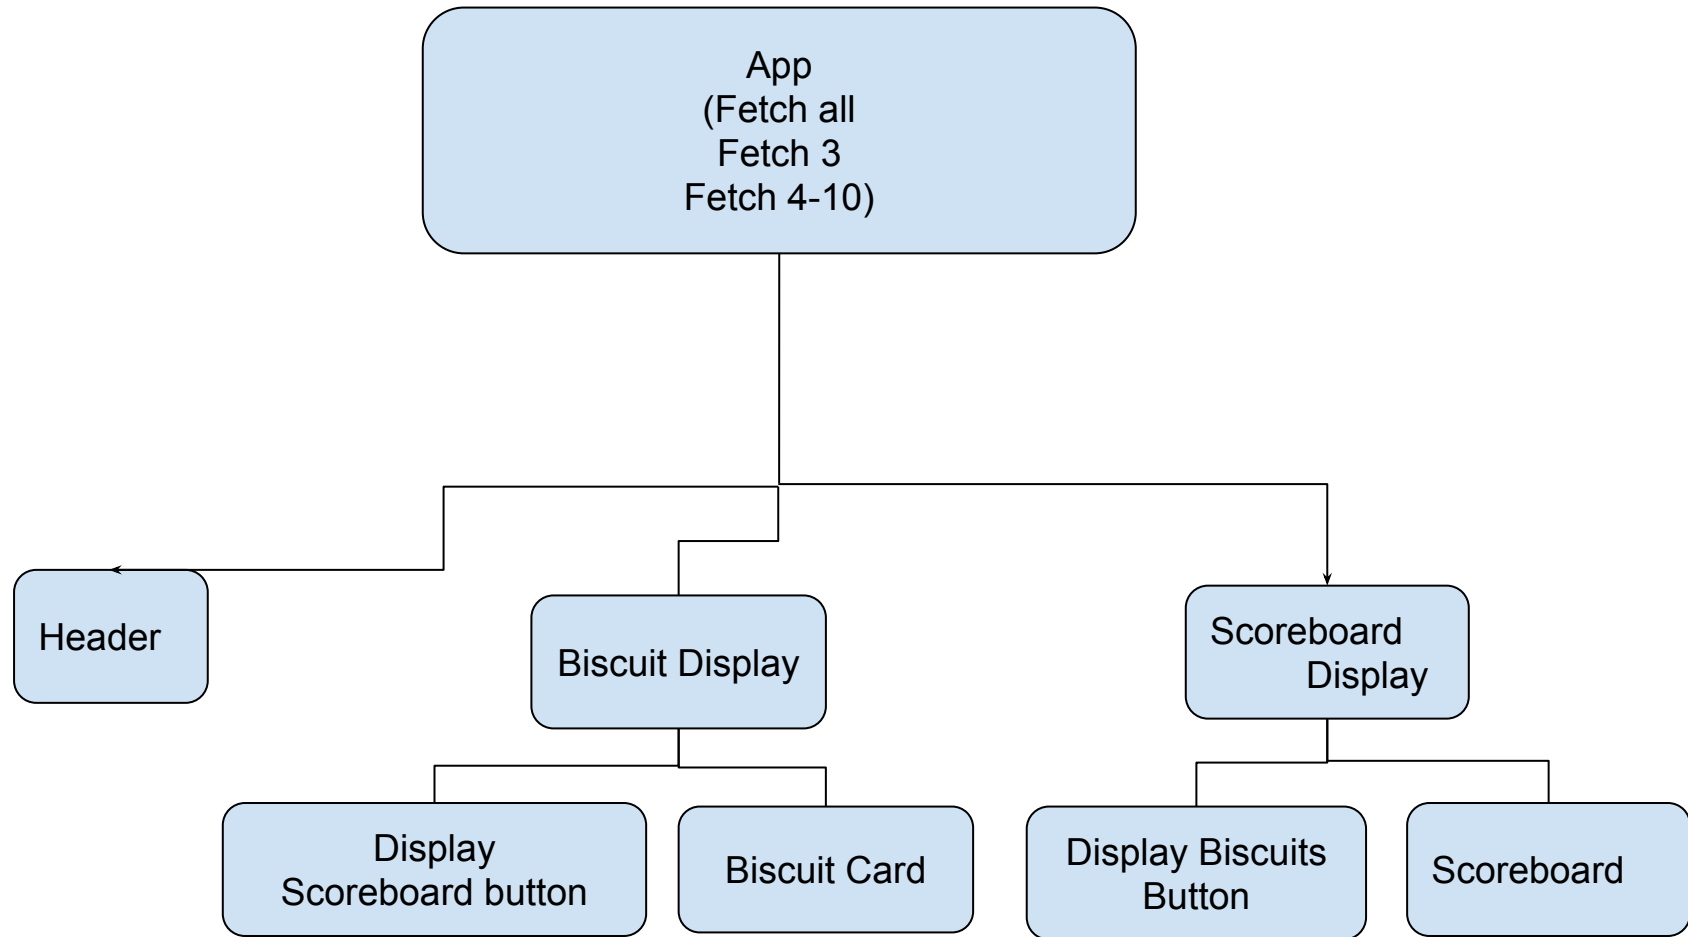 App
(Fetch all
Fetch 3
Fetch 4-10)
Header
Biscuit Display
Scoreboard
Display
Display
Scoreboard button
Biscuit Card
Display Biscuits
Button
Scoreboard